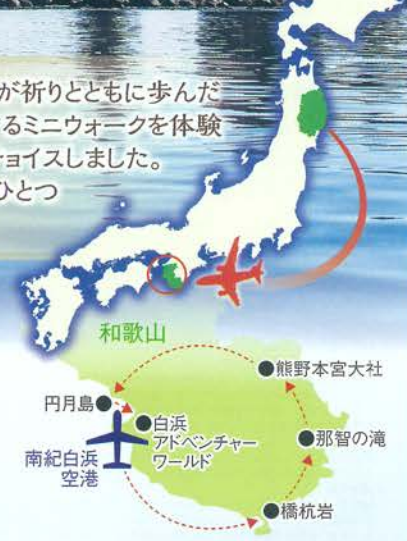 が祈りとともに歩んだ
るミニウォークを体験
チョイスしました。
ひとつ
和歌山
熊野本宮大社
円月島
白浜
アドベンチャー
ワールド
那智の滝
南紀白浜
空港
橋杭岩